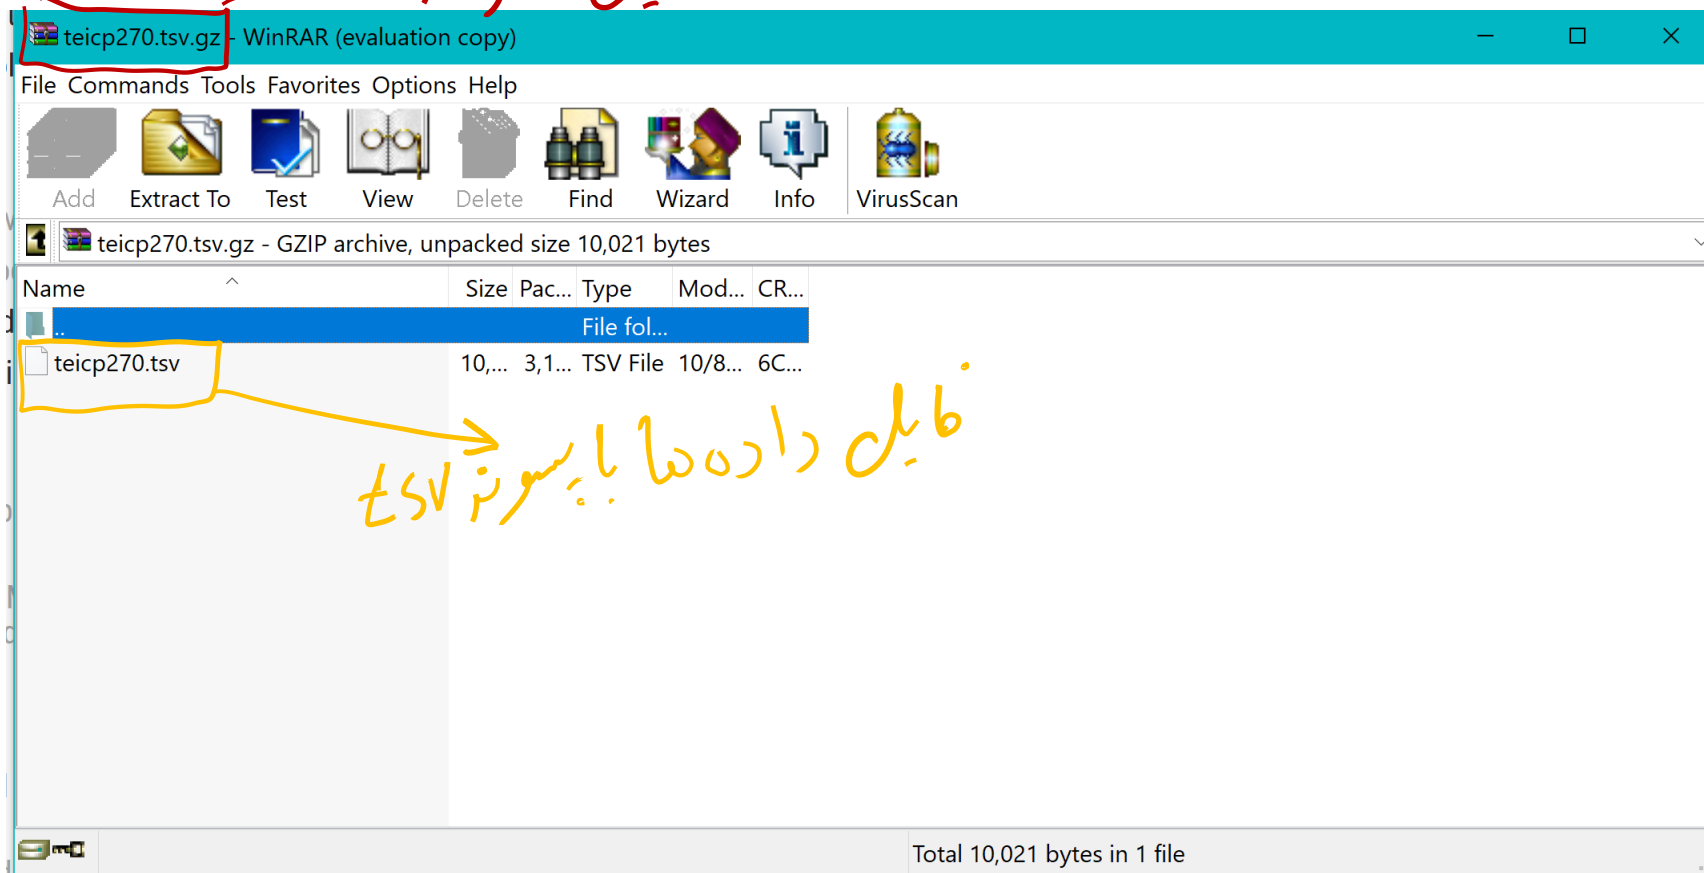 teicp270.tsv.gz - WinRAR (evaluation copy)
File Commands Tools Favorites Options Help
Add Extract To Test View Delete Find Wizard Info VirusScan
teicp270.tsv.gz - GZIP archive, unpacked size 10,021 bytes
Name Size Pac... Type Mod... CR...
.. File fol...
teicp270.tsv 10,... 3,1... TSV File 10/8... 6C...
فایل داده‌ها با پسوند tsv
Total 10,021 bytes in 1 file